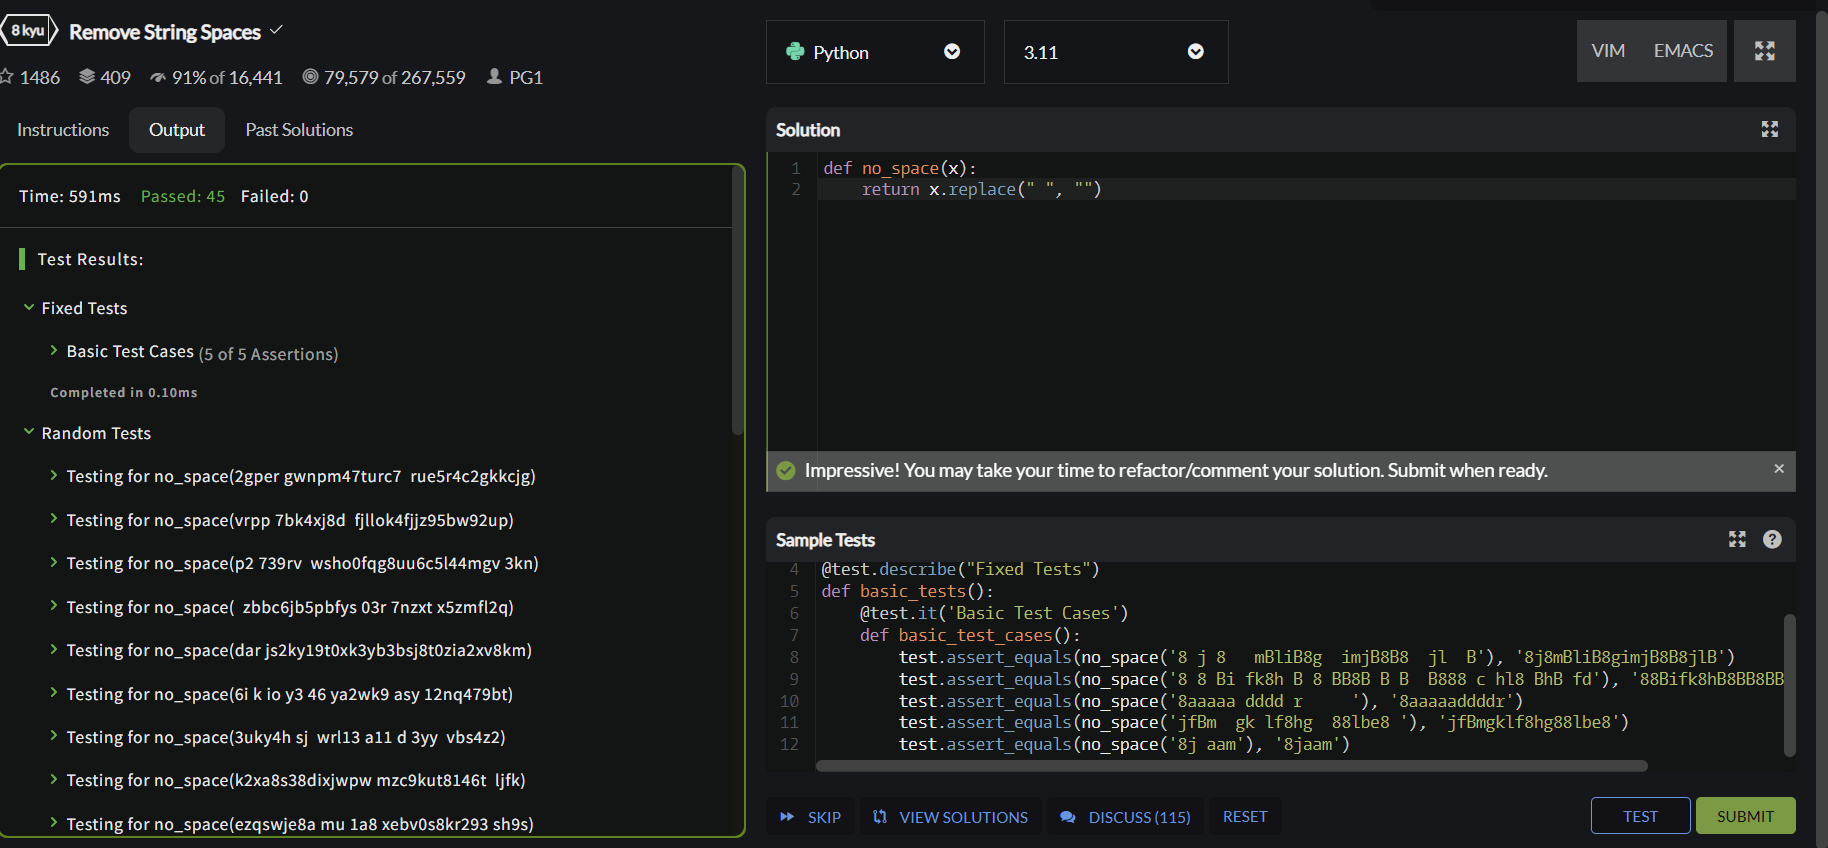 8 kyu Remove String Spaces
1486 409 91% of 16,441 79,579 of 267,559 PG1
Instructions Output Past Solutions
Time: 591ms Passed: 45 Failed: 0
Test Results:
Fixed Tests
Basic Test Cases (5 of 5 Assertions)
Completed in 0.10ms
Random Tests
Testing for no_space(2gper gwnpm47turc7  rue5r4c2gkkcjg)
Testing for no_space(vrpp 7bk4xj8d  fjllok4fjjz95bw92up)
Testing for no_space(p2 739rv  wsho0fqg8uu6c5l44mgv 3kn)
Testing for no_space(  zbbc6jb5pbfys 03r 7nzxt x5zmfl2q)
Testing for no_space(dar js2ky19t0xk3yb3bsj8t0zia2xv8km)
Testing for no_space(6i k io y3 46 ya2wk9 asy 12nq479bt)
Testing for no_space(3uky4h sj  wrl13 a11 d 3yy  vbs4z2)
Testing for no_space(k2xa8s38dixjwpw mzc9kut8146t  ljfk)
Testing for no_space(ezqswje8a mu 1a8 xebv0s8kr293 sh9s)
Python 3.11 VIM EMACS
Solution
1 def no_space(x):
2     return x.replace(" ", "")
Impressive! You may take your time to refactor/comment your solution. Submit when ready.
Sample Tests
4 @test.describe("Fixed Tests")
5 def basic_tests():
6     @test.it('Basic Test Cases')
7     def basic_test_cases():
8         test.assert_equals(no_space('8 j 8   mBliB8g  imjB8B8  jl  B'), '8j8mBliB8gimjB8B8jlB')
9         test.assert_equals(no_space('8 8 Bi fk8h B 8 BB8B B B  B888 c hl8 BhB fd'), '88Bifk8hB8BB8BB
10         test.assert_equals(no_space('8aaaaa dddd r     '), '8aaaaaddddr')
11         test.assert_equals(no_space('jfBm  gk lf8hg  88lbe8 '), 'jfBmgklf8hg88lbe8')
12         test.assert_equals(no_space('8j aam'), '8jaam')
SKIP VIEW SOLUTIONS DISCUSS (115) RESET TEST SUBMIT